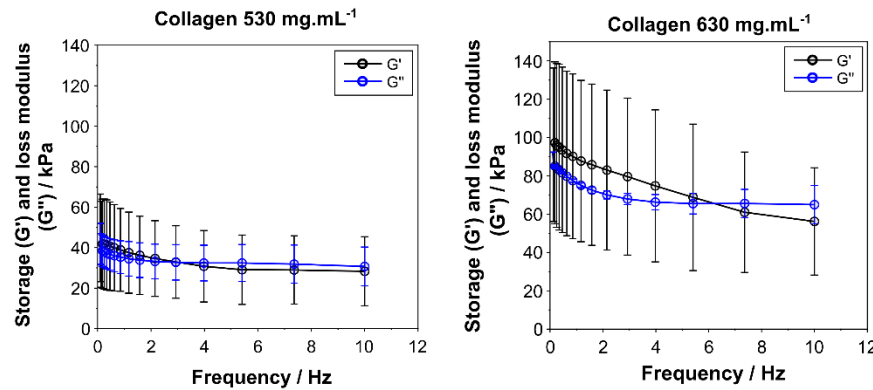 Collagen 530 mg.mL⁻¹
Storage (G') and loss modulus
(G") / kPa
140
120
100
80
60
40
20
0
G'
G"
0
2
4
6
8
10
12
Frequency / Hz
Collagen 630 mg.mL⁻¹
Storage (G') and loss modulus
(G") / kPa
140
120
100
80
60
40
20
0
G'
G"
0
2
4
6
8
10
12
Frequency / Hz